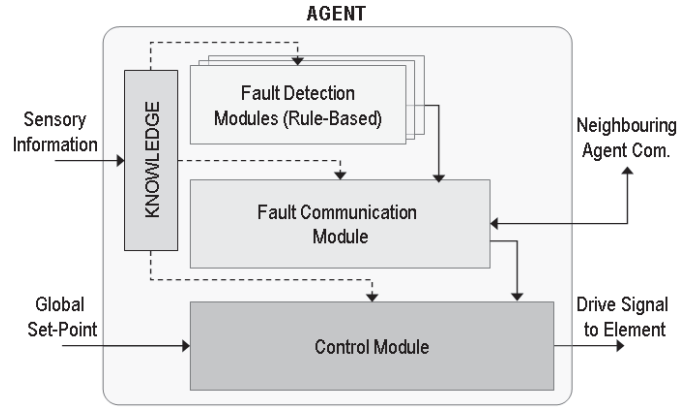 AGENT
Fault Detection
Modules (Rule-Based)
Sensory
Information
KNOWLEDGE
Neighbouring
Agent Com.
Fault Communication
Module
Global
Set-Point
Control Module
Drive Signal
to Element